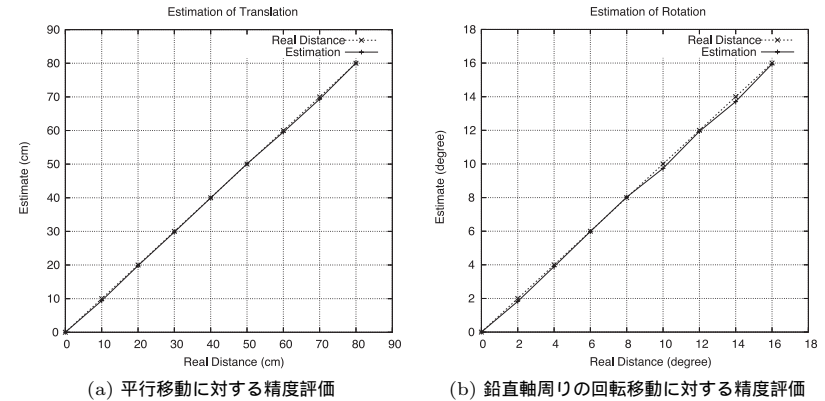 Estimation of Translation
90
80
70
60
50
40
30
20
10
0
Estimate (cm)
Real Distance
Estimation
0 10 20 30 40 50 60 70 80 90
Real Distance (cm)
(a) 平行移動に対する精度評価
Estimation of Rotation
18
16
14
12
10
8
6
4
2
0
Estimate (degree)
Real Distance
Estimation
0 2 4 6 8 10 12 14 16 18
Real Distance (degree)
(b) 鉛直軸周りの回転移動に対する精度評価